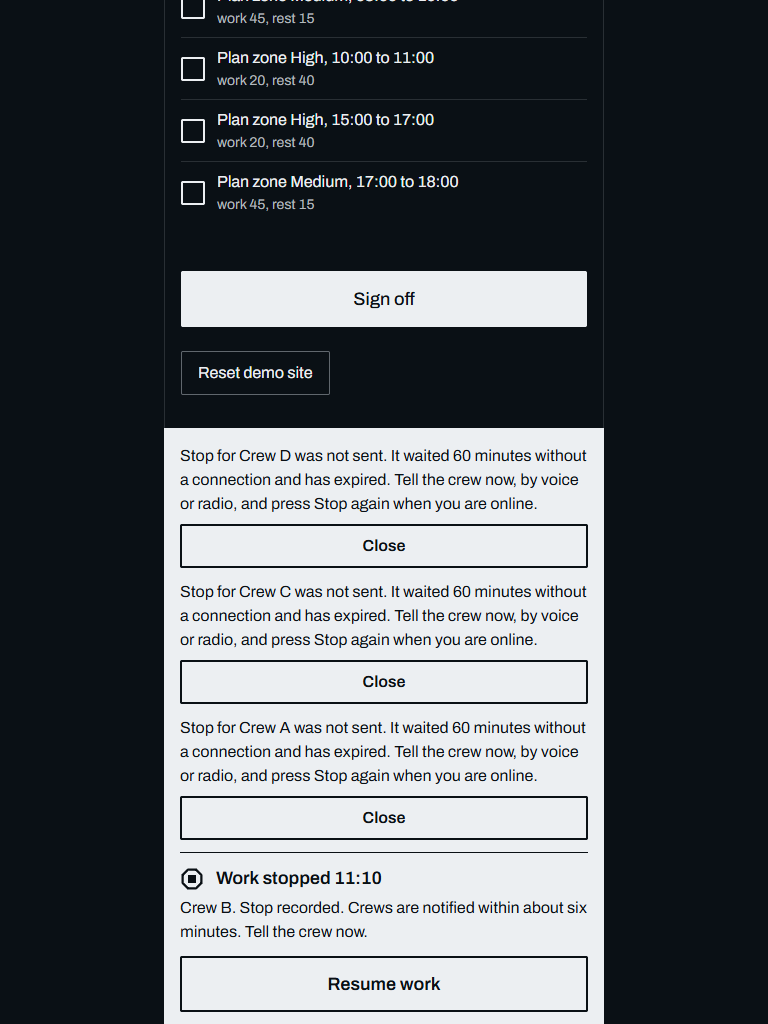 work 45, rest 15
Plan zone High, 10:00 to 11:00
work 20, rest 40
Plan zone High, 15:00 to 17:00
work 20, rest 40
Plan zone Medium, 17:00 to 18:00
work 45, rest 15
Sign off
Reset demo site
Stop for Crew D was not sent. It waited 60 minutes without
a connection and has expired. Tell the crew now, by voice
or radio, and press Stop again when you are online.
Close
Stop for Crew C was not sent. It waited 60 minutes without
a connection and has expired. Tell the crew now, by voice
or radio, and press Stop again when you are online.
Close
Stop for Crew A was not sent. It waited 60 minutes without
a connection and has expired. Tell the crew now, by voice
or radio, and press Stop again when you are online.
Close
Work stopped 11:10
Crew B. Stop recorded. Crews are notified within about six
minutes. Tell the crew now.
Resume work